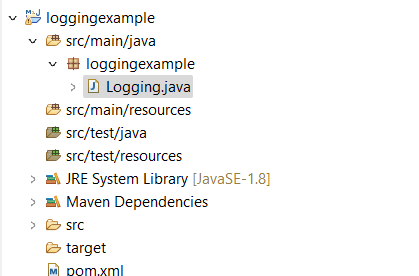 loggingexample
src/main/java
loggingexample
Logging.java
src/main/resources
src/test/java
src/test/resources
JRE System Library [JavaSE-1.8]
Maven Dependencies
src
target
pom.xml